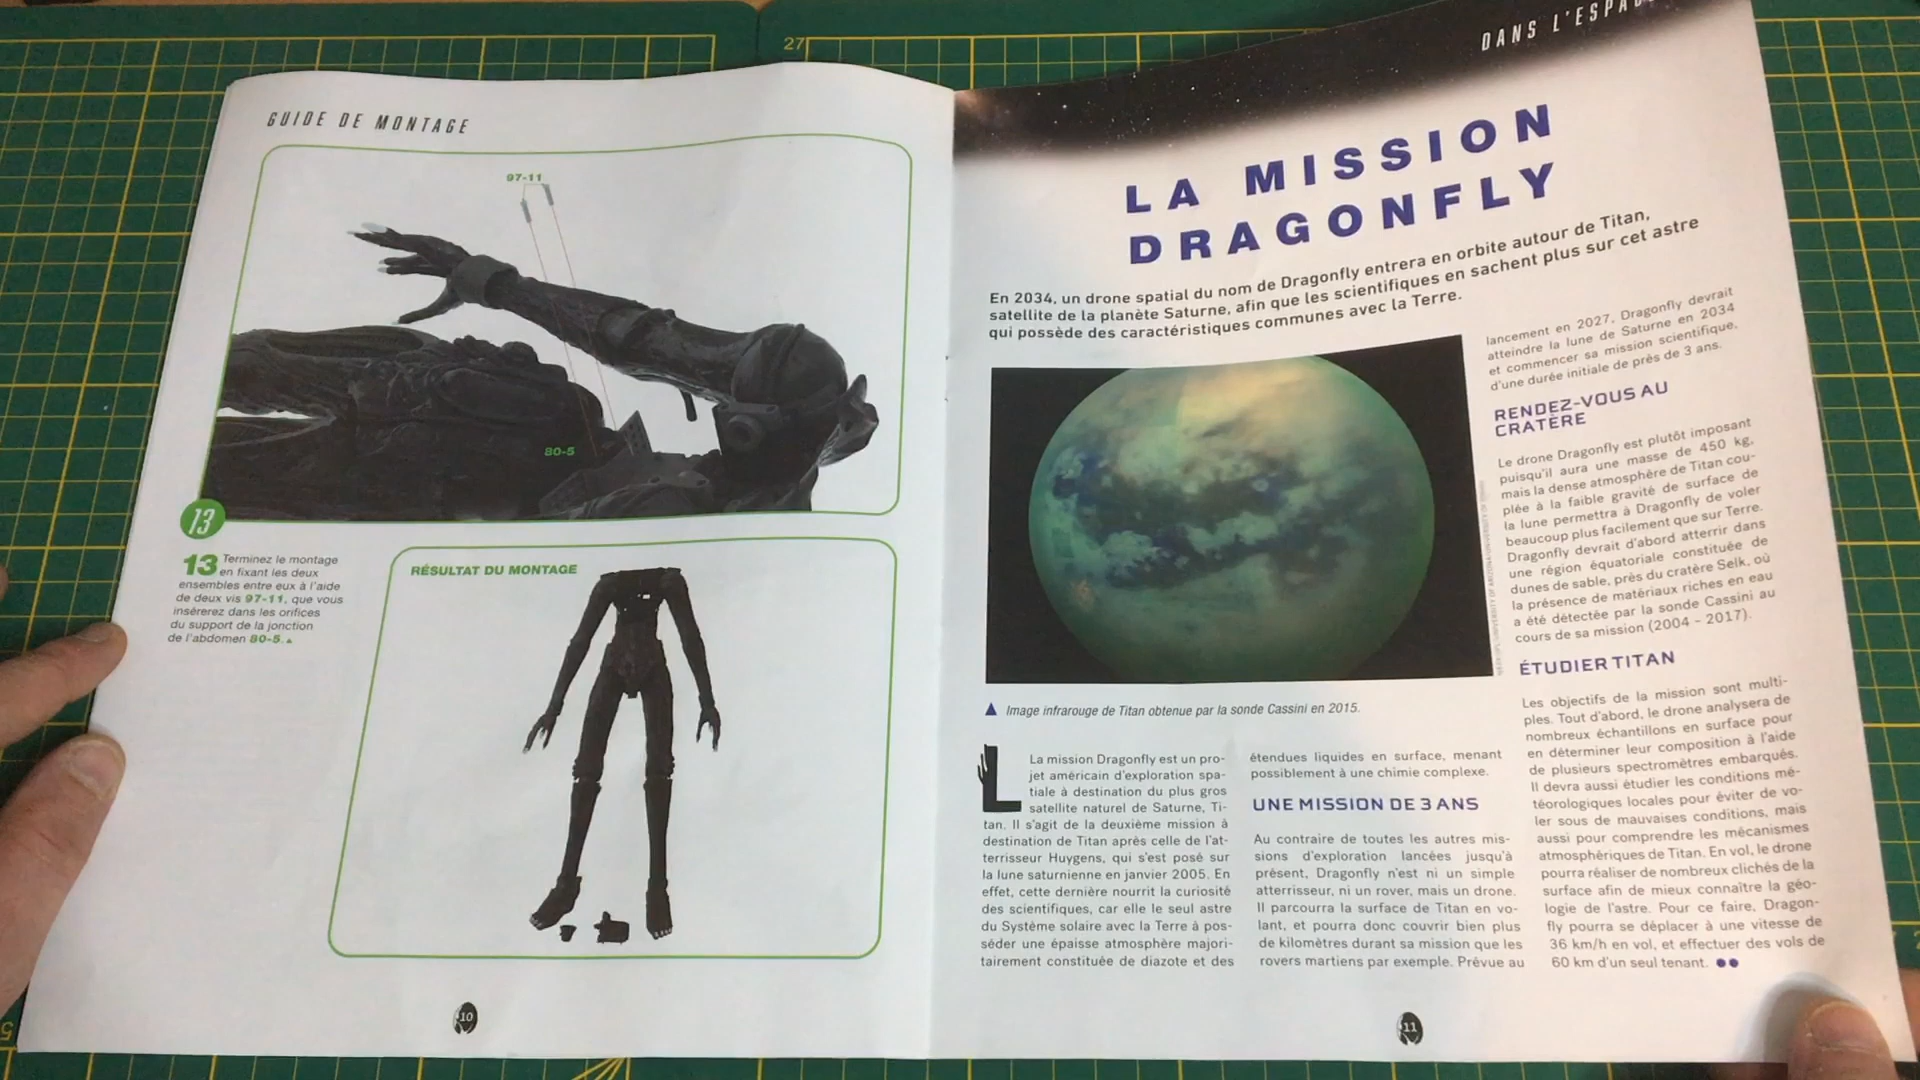 27
GUIDE DE MONTAGE
97-11
80-5
13
13 Terminez le montage
en fixant les deux
ensembles entre eux à l'aide
de deux vis 97-11, que vous
insérerez dans les orifices
du support de la jonction
de l'abdomen 80-5.
RÉSULTAT DU MONTAGE
10
DANS L'ESPA
LA MISSION
DRAGONFLY
En 2034, un drone spatial du nom de Dragonfly entrera en orbite autour de Titan,
satellite de la planète Saturne, afin que les scientifiques en sachent plus sur cet astre
qui possède des caractéristiques communes avec la Terre.
Image infrarouge de Titan obtenue par la sonde Cassini en 2015.
La mission Dragonfly est un pro-
jet américain d'exploration spa-
tiale à destination du plus gros
satellite naturel de Saturne, Ti-
tan. Il s'agit de la deuxième mission à
destination de Titan après celle de l'at-
terrisseur Huygens, qui s'est posé sur
la lune saturnienne en janvier 2005. En
effet, cette dernière nourrit la curiosité
des scientifiques, car elle le seul astre
du Système solaire avec la Terre à pos-
séder une épaisse atmosphère majori-
tairement constituée de diazote et des
étendues liquides en surface, menant
possiblement à une chimie complexe.
UNE MISSION DE 3 ANS
Au contraire de toutes les autres mis-
sions d'exploration lancées jusqu'à
présent, Dragonfly n'est ni un simple
atterrisseur, ni un rover, mais un drone.
Il parcourra la surface de Titan en vo-
lant, et pourra donc couvrir bien plus
de kilomètres durant sa mission que les
rovers martiens par exemple. Prévue au
lancement en 2027, Dragonfly devrait
atteindre la lune de Saturne en 2034
et commencer sa mission scientifique,
d'une durée initiale de près de 3 ans.
RENDEZ-VOUS AU
CRATÈRE
Le drone Dragonfly est plutôt imposant
puisqu'il aura une masse de 450 kg,
mais la dense atmosphère de Titan cou-
plée à la faible gravité de surface de
la lune permettra à Dragonfly de voler
beaucoup plus facilement que sur Terre.
Dragonfly devrait d'abord atterrir dans
une région équatoriale constituée de
dunes de sable, près du cratère Selk, où
la présence de matériaux riches en eau
a été détectée par la sonde Cassini au
cours de sa mission (2004 - 2017).
ÉTUDIER TITAN
Les objectifs de la mission sont multi-
ples. Tout d'abord, le drone analysera de
nombreux échantillons en surface pour
en déterminer leur composition à l'aide
de plusieurs spectromètres embarqués.
Il devra aussi étudier les conditions mé-
téorologiques locales pour éviter de vo-
ler sous de mauvaises conditions, mais
aussi pour comprendre les mécanismes
atmosphériques de Titan. En vol, le drone
pourra réaliser de nombreux clichés de la
surface afin de mieux connaître la géo-
logie de l'astre. Pour ce faire, Dragon-
fly pourra se déplacer à une vitesse de
36 km/h en vol, et effectuer des vols de
60 km d'un seul tenant.
11